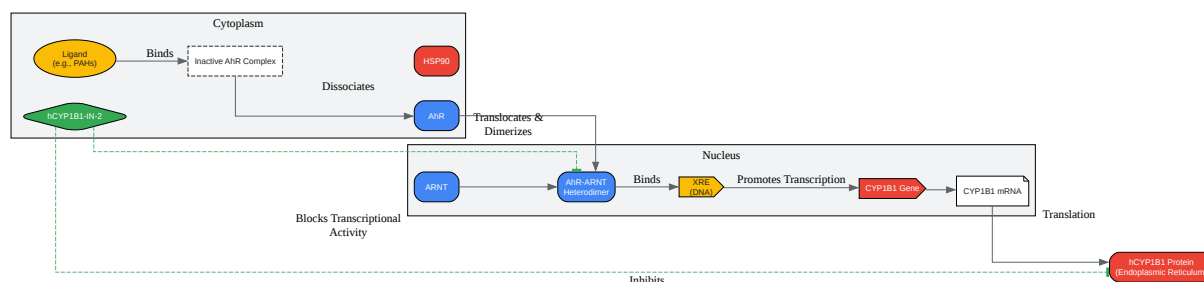 Cytoplasm
Ligand
(e.g., PAHs)
Binds
Inactive AhR Complex
HSP90
Dissociates
hCYP1B1-IN-2
AhR
Translocates &
Dimerizes
Nucleus
ARNT
AhR-ARNT
Heterodimer
Binds
XRE
(DNA)
Promotes Transcription
CYP1B1 Gene
CYP1B1 mRNA
Blocks Transcriptional
Activity
Translation
hCYP1B1 Protein
(Endoplasmic Reticulum
Inhibits